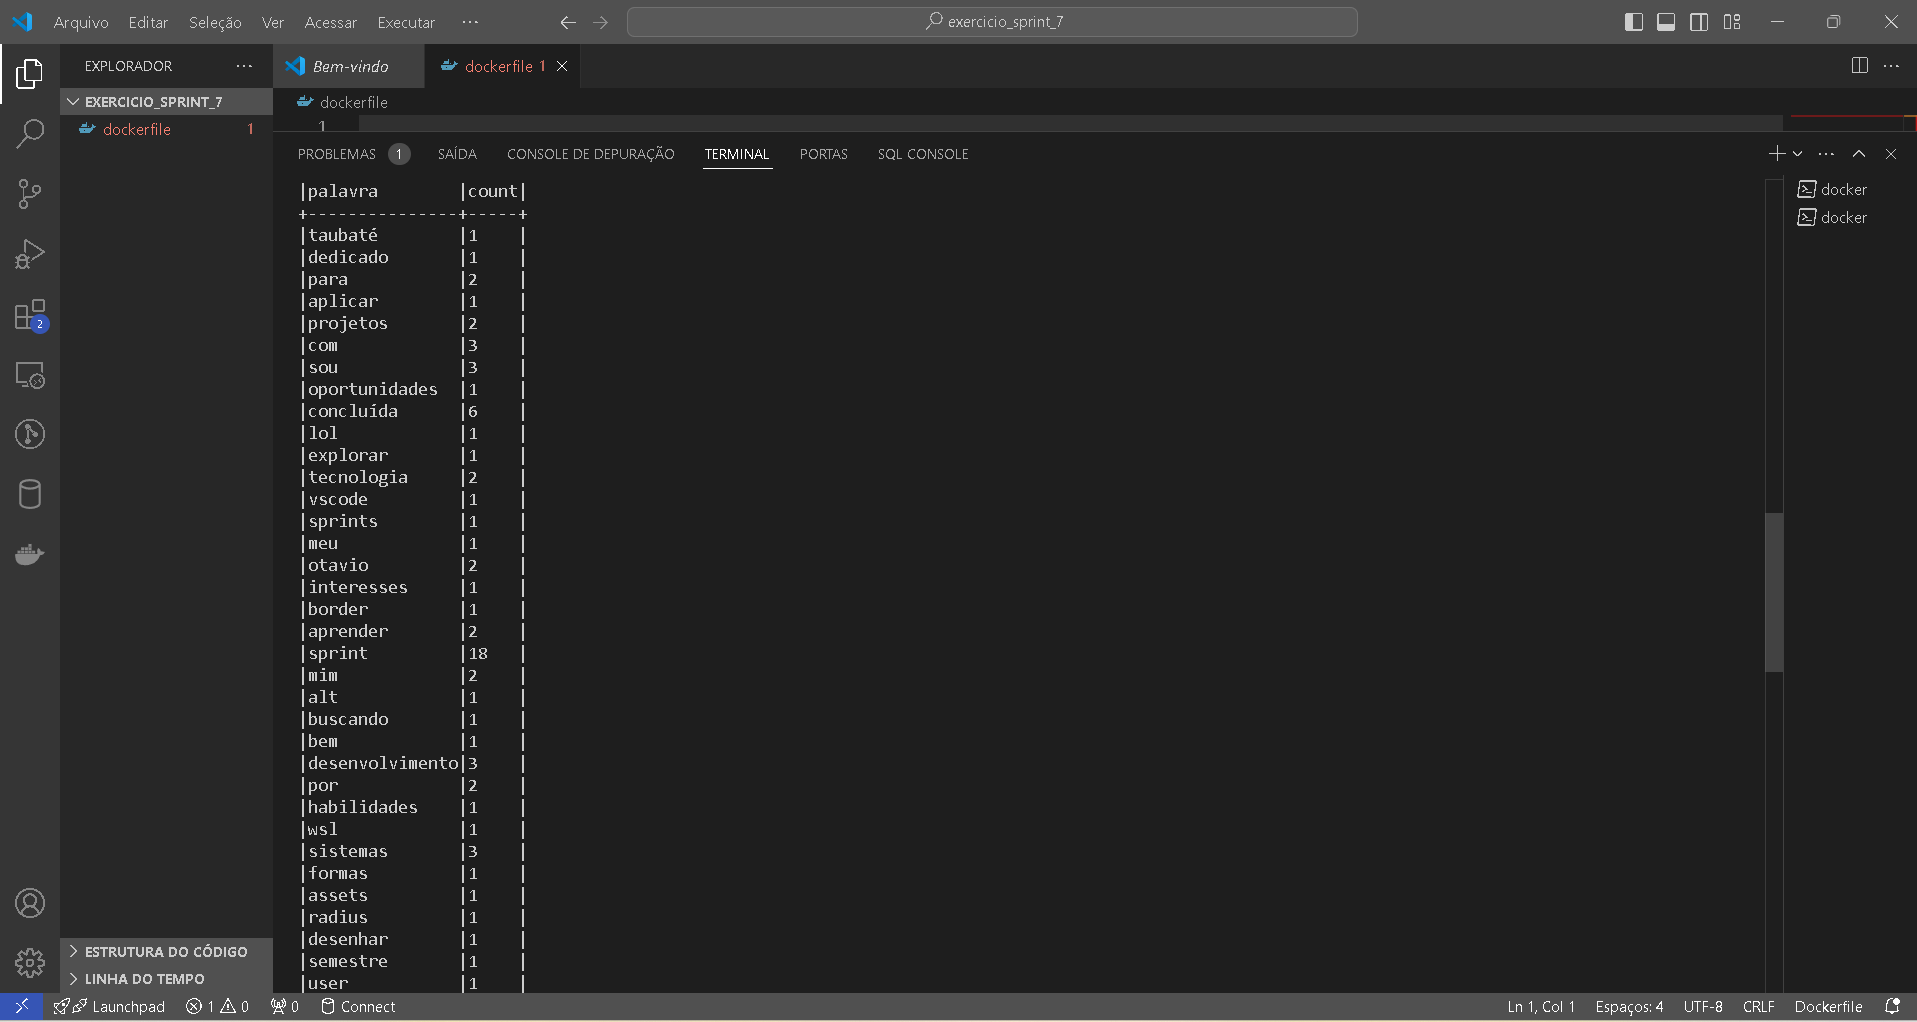 Arquivo Editar Seleção Ver Acessar Executar ··· exercicio_sprint_7
EXPLORADOR ···
EXERCICIO_SPRINT_7
dockerfile 1
Bem-vindo dockerfile 1
dockerfile
1
PROBLEMAS 1 SAÍDA CONSOLE DE DEPURAÇÃO TERMINAL PORTAS SQL CONSOLE
|palavra        |count|
+---------------+-----+
|taubaté        |1    |
|dedicado       |1    |
|para           |2    |
|aplicar        |1    |
|projetos       |2    |
|com            |3    |
|sou            |3    |
|oportunidades  |1    |
|concluída      |6    |
|lol            |1    |
|explorar       |1    |
|tecnologia     |2    |
|vscode         |1    |
|sprints        |1    |
|meu            |1    |
|otavio         |2    |
|interesses     |1    |
|border         |1    |
|aprender       |2    |
|sprint         |18   |
|mim            |2    |
|alt            |1    |
|buscando       |1    |
|bem            |1    |
|desenvolvimento|3    |
|por            |2    |
|habilidades    |1    |
|wsl            |1    |
|sistemas       |3    |
|formas         |1    |
|assets         |1    |
|radius         |1    |
|desenhar       |1    |
|semestre       |1    |
|user           |1    |
docker
docker
2
ESTRUTURA DO CÓDIGO
LINHA DO TEMPO
Launchpad 1 0 0 Connect Ln 1, Col 1 Espaços: 4 UTF-8 CRLF Dockerfile